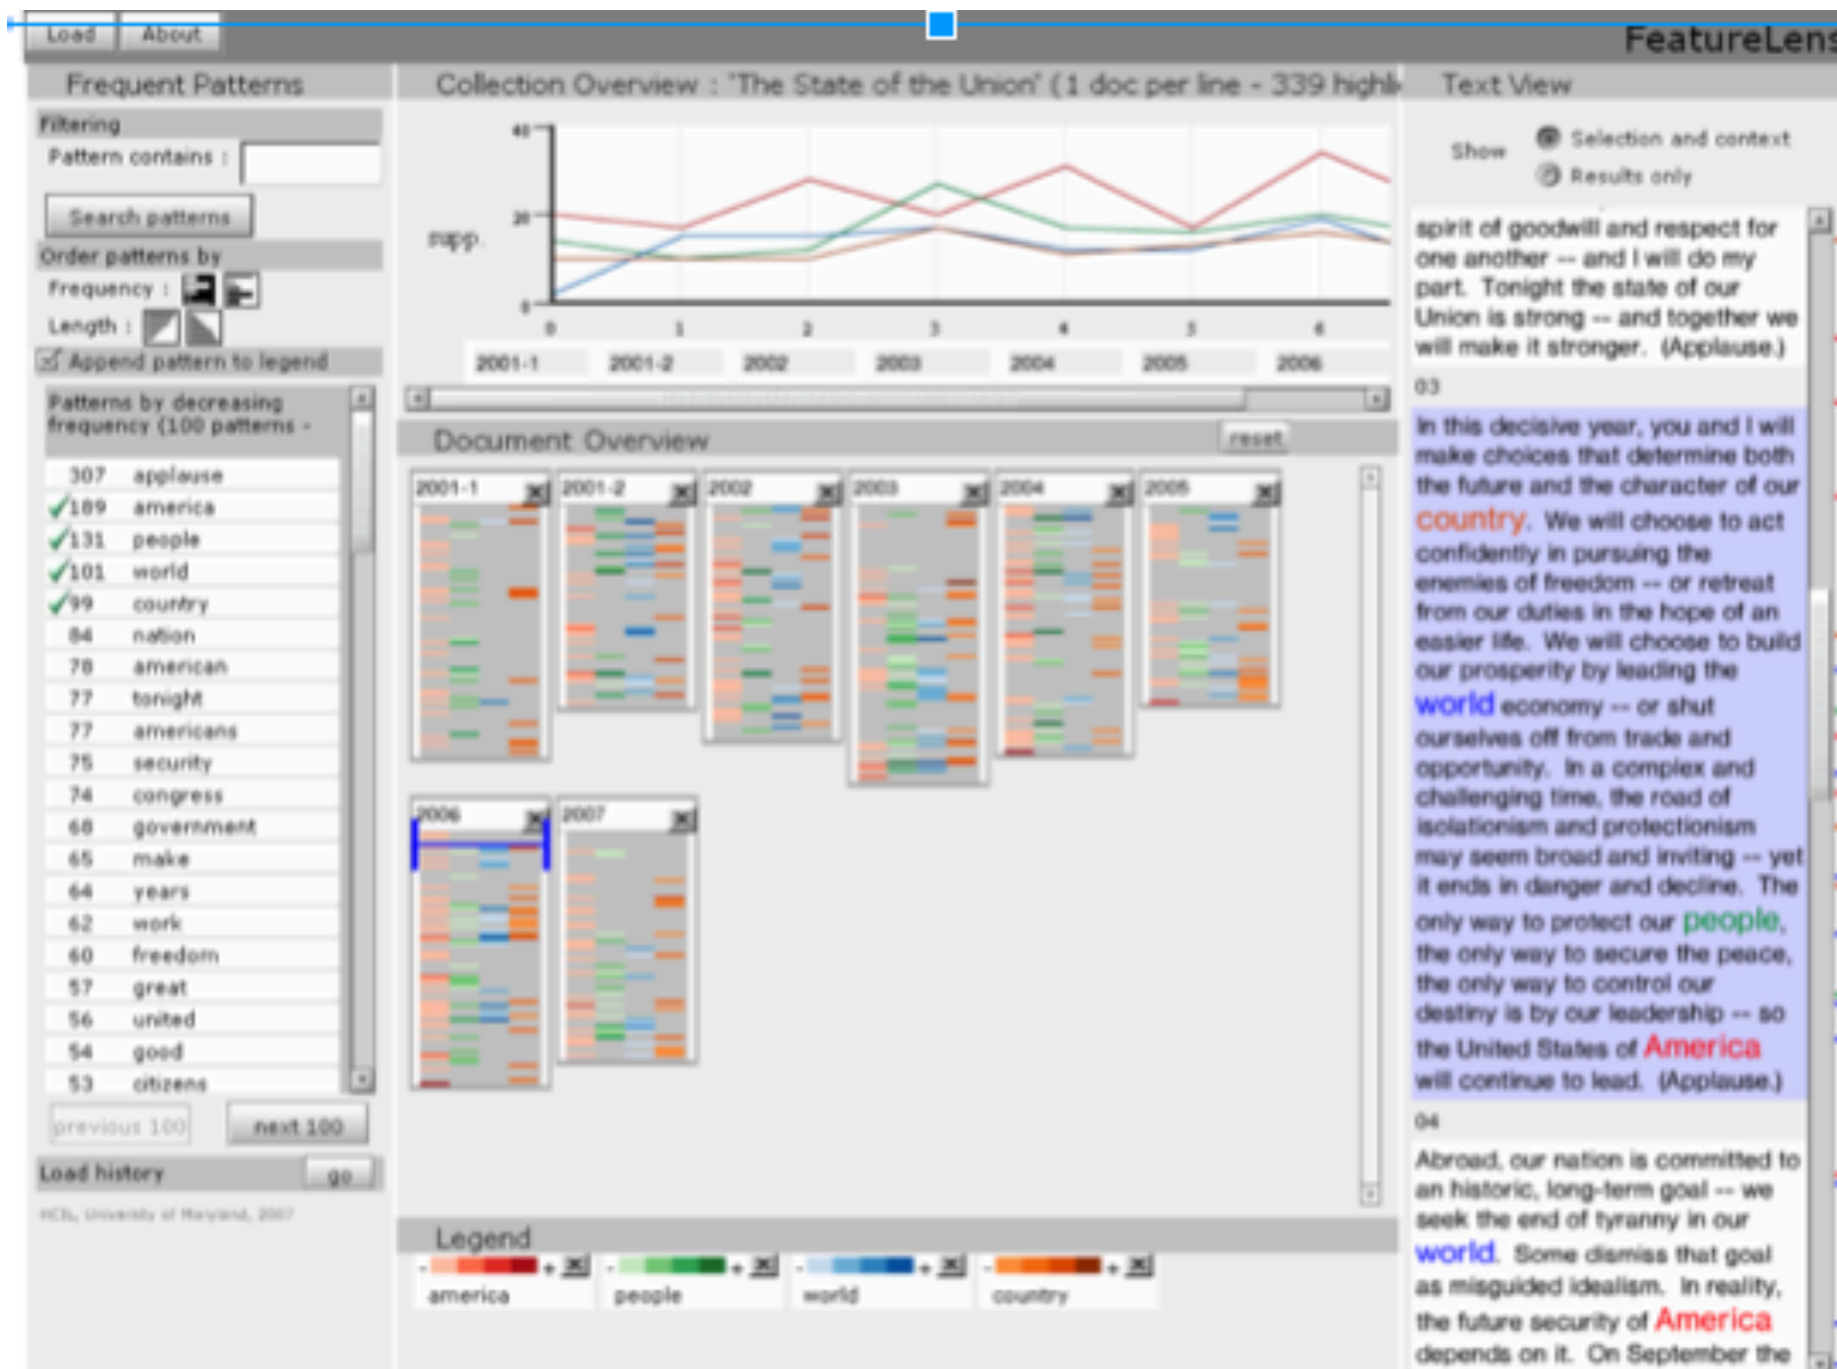 Load
About
FeatureLens
Frequent Patterns
Filtering
Pattern contains :
Search patterns
Order patterns by
Frequency :
Length :
Append pattern to legend
Patterns by decreasing
frequency (100 patterns -
307 applause
189 america
131 people
101 world
99 country
84 nation
78 american
77 tonight
77 americans
75 security
74 congress
68 government
65 make
64 years
62 work
60 freedom
57 great
56 united
54 good
53 citizens
previous 100
next 100
Load history
go
HCIL, University of Maryland, 2007
Collection Overview : 'The State of the Union' (1 doc per line - 339 highli
40
20
0
supp.
0 1 2 3 4 5 6
2001-1 2001-2 2002 2003 2004 2005 2006
Document Overview
reset
2001-1 2001-2 2002 2003 2004 2005
2006 2007
Legend
- + - + - + - +
america people world country
Text View
Show
Selection and context
Results only
spirit of goodwill and respect for
one another -- and I will do my
part. Tonight the state of our
Union is strong -- and together we
will make it stronger. (Applause.)
03
In this decisive year, you and I will
make choices that determine both
the future and the character of our
country. We will choose to act
confidently in pursuing the
enemies of freedom -- or retreat
from our duties in the hope of an
easier life. We will choose to build
our prosperity by leading the
world economy -- or shut
ourselves off from trade and
opportunity. In a complex and
challenging time, the road of
isolationism and protectionism
may seem broad and inviting -- yet
it ends in danger and decline. The
only way to protect our people,
the only way to secure the peace,
the only way to control our
destiny is by our leadership -- so
the United States of America
will continue to lead. (Applause.)
04
Abroad, our nation is committed to
an historic, long-term goal -- we
seek the end of tyranny in our
world. Some dismiss that goal
as misguided idealism. In reality,
the future security of America
depends on it. On September the